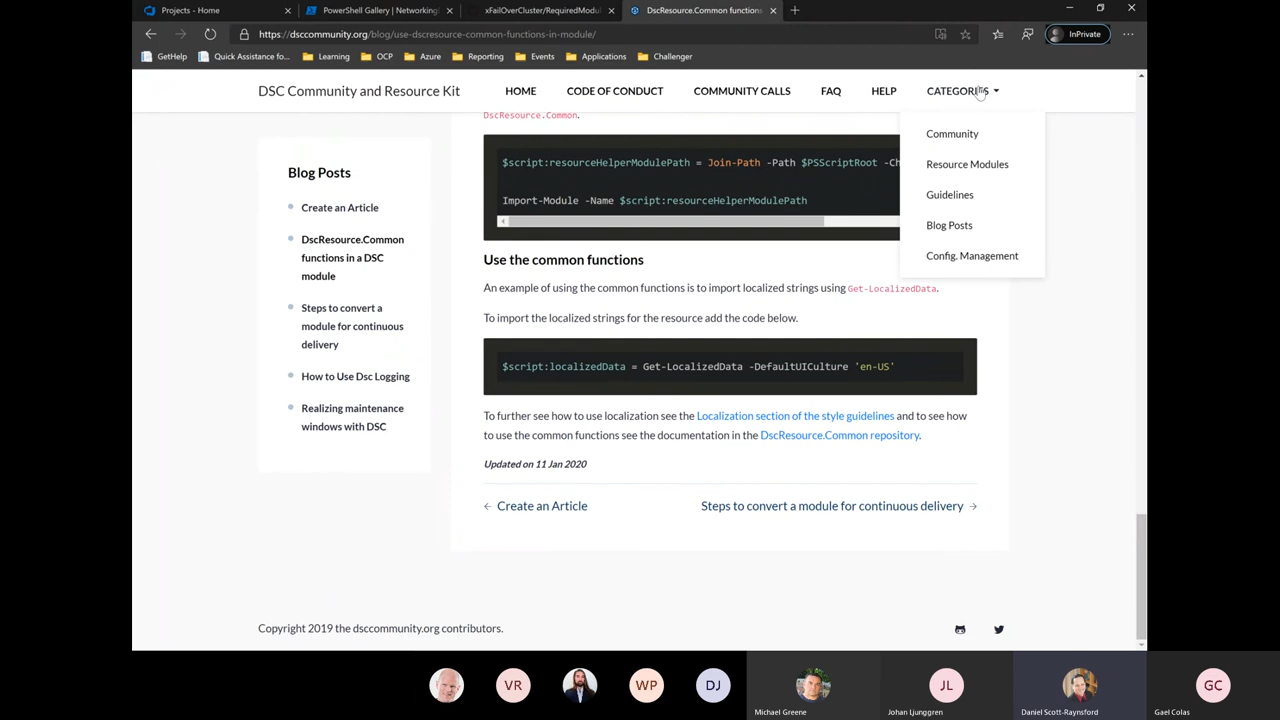 Projects - Home
PowerShell Gallery | Networking
xFailOverCluster/RequiredModul
DscResource.Common functions
https://dsccommunity.org/blog/use-dscresource-common-functions-in-module/
InPrivate
GetHelp
Quick Assistance fo...
Learning
OCP
Azure
Reporting
Events
Applications
Challenger
DSC Community and Resource Kit
HOME
CODE OF CONDUCT
COMMUNITY CALLS
FAQ
HELP
CATEGORIES
Community
Resource Modules
Guidelines
Blog Posts
Config. Management
Blog Posts
Create an Article
DscResource.Common
functions in a DSC
module
Steps to convert a
module for continuous
delivery
How to Use Dsc Logging
Realizing maintenance
windows with DSC
DscResource.Common.
$script:resourceHelperModulePath = Join-Path -Path $PSScriptRoot -Ch
Import-Module -Name $script:resourceHelperModulePath
Use the common functions
An example of using the common functions is to import localized strings using Get-LocalizedData.
To import the localized strings for the resource add the code below.
$script:localizedData = Get-LocalizedData -DefaultUICulture 'en-US'
To further see how to use localization see the Localization section of the style guidelines and to see how
to use the common functions see the documentation in the DscResource.Common repository.
Updated on 11 Jan 2020
← Create an Article
Steps to convert a module for continuous delivery →
Copyright 2019 the dsccommunity.org contributors.
VR
WP
DJ
JL
GC
Michael Greene
Johan Ljunggren
Daniel Scott-Raynsford
Gael Colas